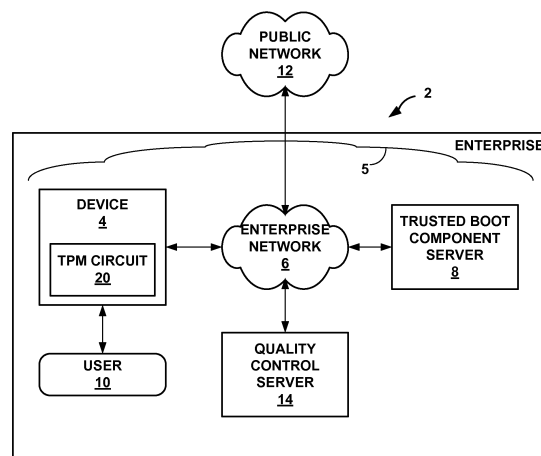 PUBLIC
NETWORK
12
2
ENTERPRISE
5
DEVICE
4
TPM CIRCUIT
20
ENTERPRISE
NETWORK
6
TRUSTED BOOT
COMPONENT
SERVER
8
USER
10
QUALITY
CONTROL
SERVER
14